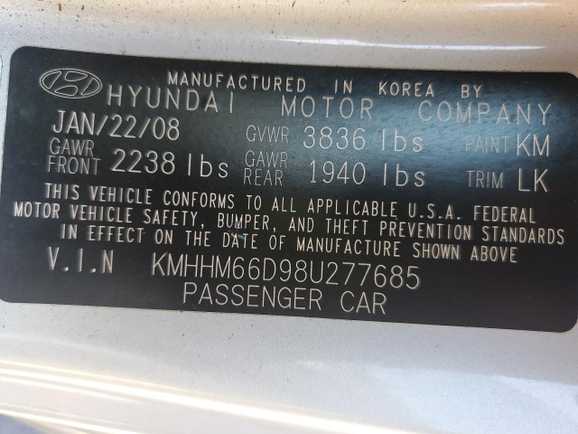 MANUFACTURED IN KOREA BY
HYUNDAI MOTOR COMPANY
JAN/22/08 GVWR 3836 lbs PAINT KM
GAWR FRONT 2238 lbs GAWR REAR 1940 lbs TRIM LK
THIS VEHICLE CONFORMS TO ALL APPLICABLE U.S.A. FEDERAL
MOTOR VEHICLE SAFETY, BUMPER, AND THEFT PREVENTION STANDARDS
IN EFFECT ON THE DATE OF MANUFACTURE SHOWN ABOVE
V.I.N KMHHM66D98U277685
PASSENGER CAR